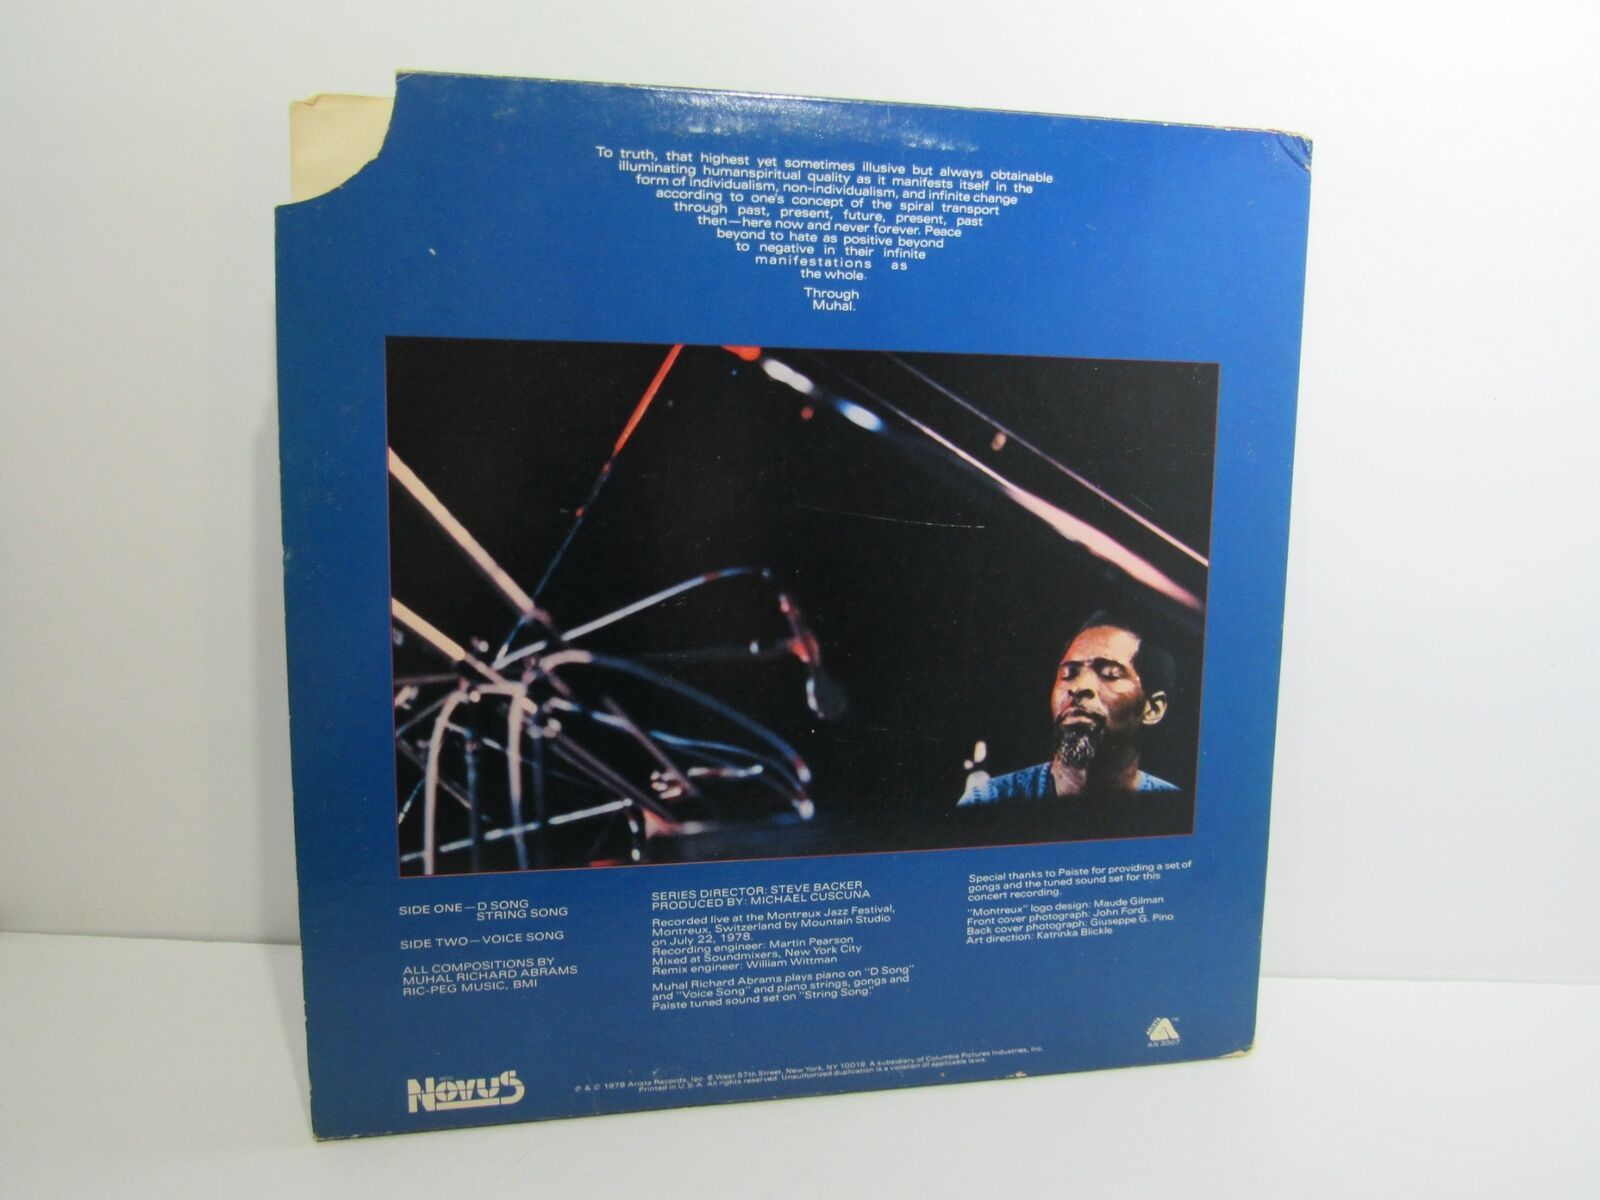 To truth, that highest yet sometimes illusive but always obtainable
illuminating humanspiritual quality as it manifests itself in the
form of individualism, non-individualism, and infinite change
according to one's concept of the spiral transport
through past, present, future, present, past
then—here now and never forever. Peace
beyond to hate as positive beyond
to negative in their infinite
manifestations as
the whole.
Through
Muhal.
SIDE ONE—D SONG
STRING SONG
SIDE TWO—VOICE SONG
ALL COMPOSITIONS BY
MUHAL RICHARD ABRAMS
RIC-PEG MUSIC, BMI
SERIES DIRECTOR: STEVE BACKER
PRODUCED BY: MICHAEL CUSCUNA
Recorded live at the Montreux Jazz Festival,
Montreux, Switzerland by Mountain Studio
on July 22, 1978.
Recording engineer: Martin Pearson
Mixed at Soundmixers, New York City
Remix engineer: William Wittman
Muhal Richard Abrams plays piano on "D Song"
and "Voice Song" and piano strings, gongs and
Paiste tuned sound set on "String Song."
Special thanks to Paiste for providing a set of
gongs and the tuned sound set for this
concert recording.
"Montreux" logo design: Maude Gilman
Front cover photograph: John Ford
Back cover photograph: Giuseppe G. Pino
Art direction: Katrinka Blickle
ARISTA ™
AN 3007
NOVUS
℗ & © 1978 Arista Records, Inc. 6 West 57th Street, New York, NY 10019. A subsidiary of Columbia Pictures Industries, Inc.
Printed in U.S.A. All rights reserved. Unauthorized duplication is a violation of applicable laws.